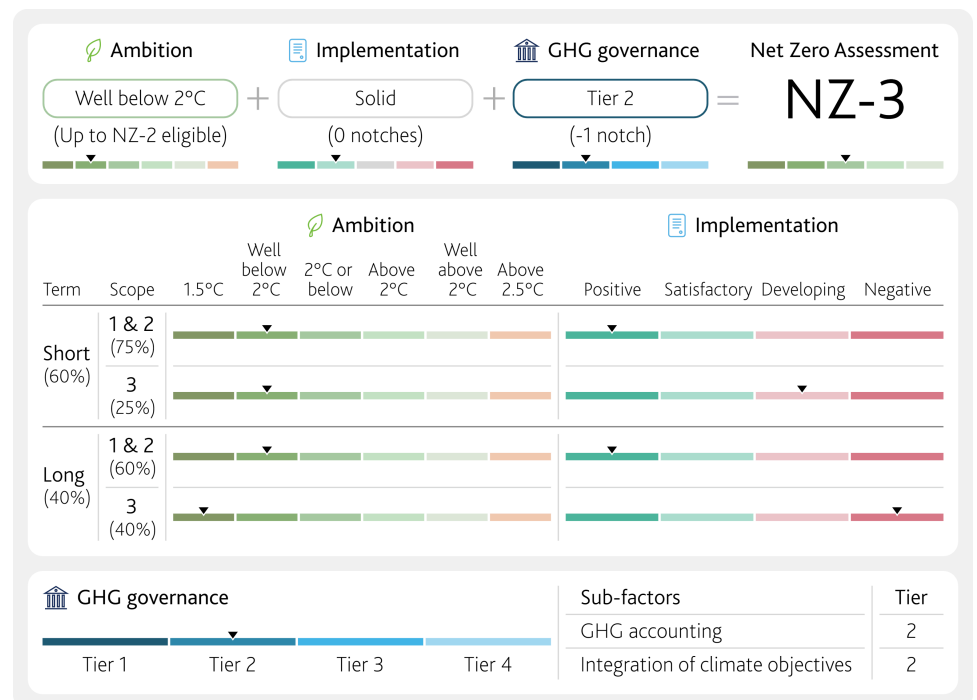 Ambition
Implementation
GHG governance
Net Zero Assessment
Well below 2°C
+
Solid
+
Tier 2
=
NZ-3
(Up to NZ-2 eligible)
(0 notches)
(-1 notch)
Ambition
Implementation
Term
Scope
1.5°C
Well
below
2°C
2°C or
below
Above
2°C
Well
above
2°C
Above
2.5°C
Positive
Satisfactory
Developing
Negative
Short
(60%)
1 & 2
(75%)
3
(25%)
Long
(40%)
1 & 2
(60%)
3
(40%)
GHG governance
Tier 1
Tier 2
Tier 3
Tier 4
Sub-factors
Tier
GHG accounting
2
Integration of climate objectives
2